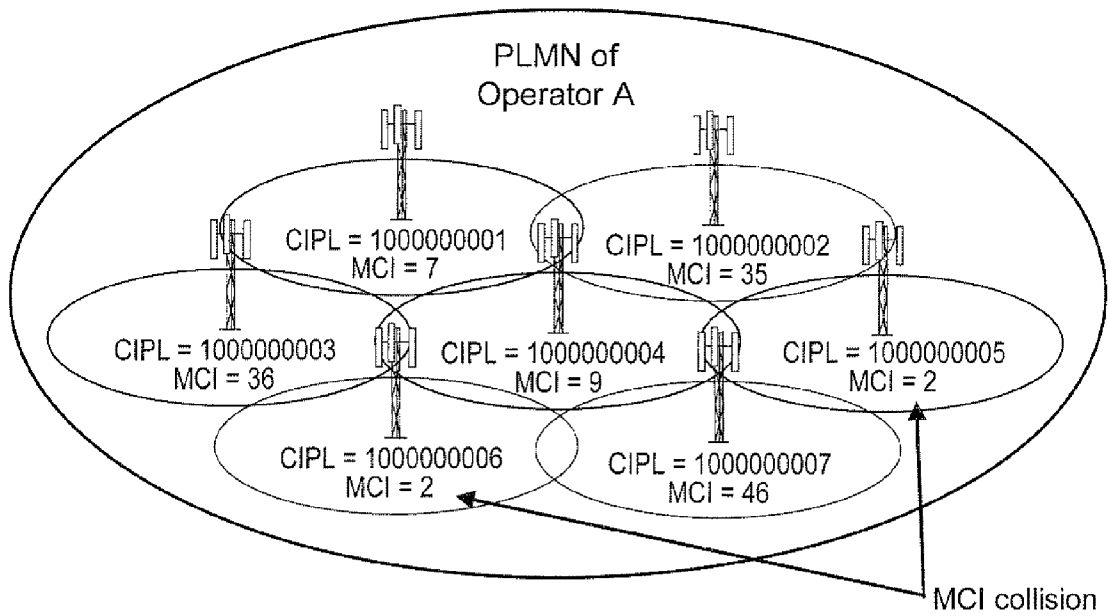 PLMN of
Operator A
CIPL = 1000000001
MCI = 7
CIPL = 1000000002
MCI = 35
CIPL = 1000000003
MCI = 36
CIPL = 1000000004
MCI = 9
CIPL = 1000000005
MCI = 2
CIPL = 1000000006
MCI = 2
CIPL = 1000000007
MCI = 46
MCI collision